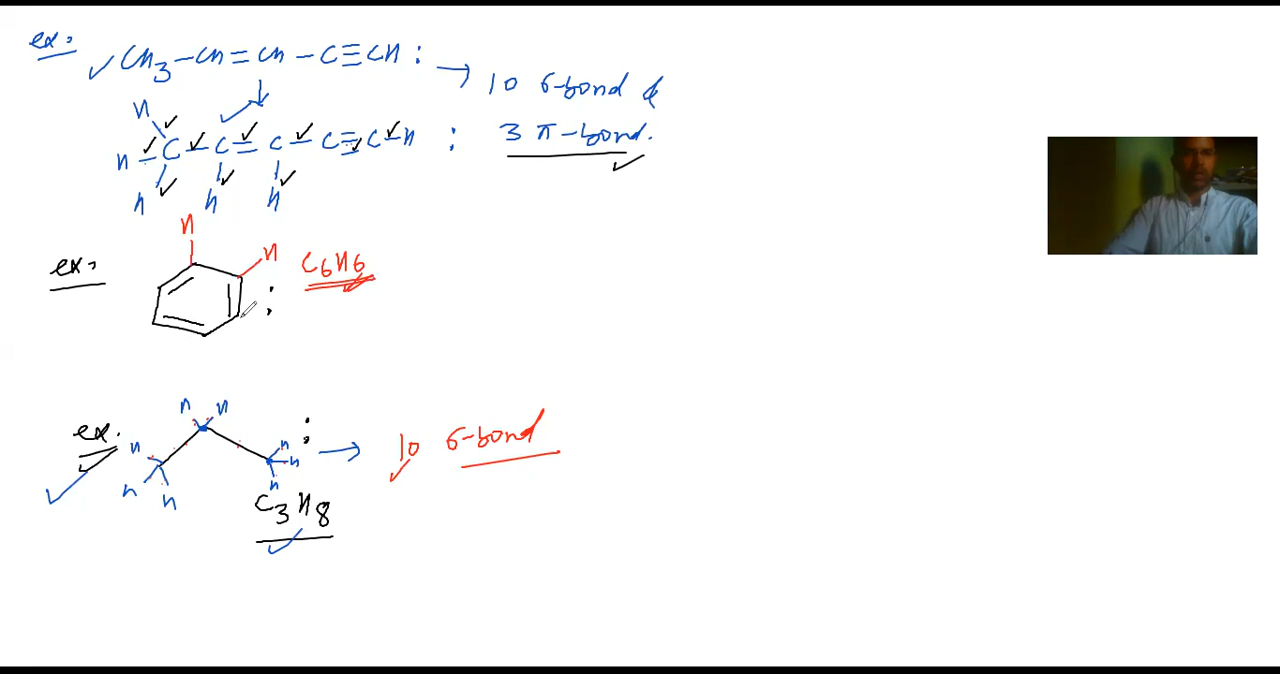 ex:
CH3 - CH = CH - C ≡ CH :
→ 10 σ-bond &
3 π-bond.
H
H - C - C = C - C ≡ C - H :
H H H
H
H
ex:
C6H6 :
H H
ex. :
H
H
H
H
H
H H
C3H8
→ 10 σ-bond